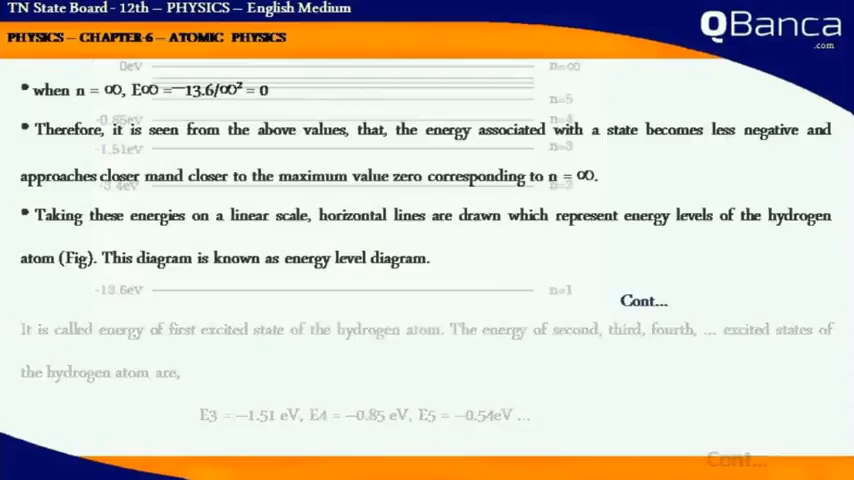 TN State Board - 12th – PHYSICS – English Medium
QBanca
.com
PHYSICS – CHAPTER-6 – ATOMIC PHYSICS
0eV n=∞
• when n = ∞, E∞ =—13.6/∞² = 0
n=5
-0.85eV n=4
• Therefore, it is seen from the above values, that, the energy associated with a state becomes less negative and
-1.51eV n=3
approaches closer mand closer to the maximum value zero corresponding to n = ∞.
-3.4eV n=2
• Taking these energies on a linear scale, horizontal lines are drawn which represent energy levels of the hydrogen
atom (Fig). This diagram is known as energy level diagram.
-13.6eV n=1
Cont...
It is called energy of first excited state of the hydrogen atom. The energy of second, third, fourth, ... excited states of
the hydrogen atom are,
E3 = –1.51 eV, E4 = –0.85 eV, E5 = –0.54eV ...
Cont...